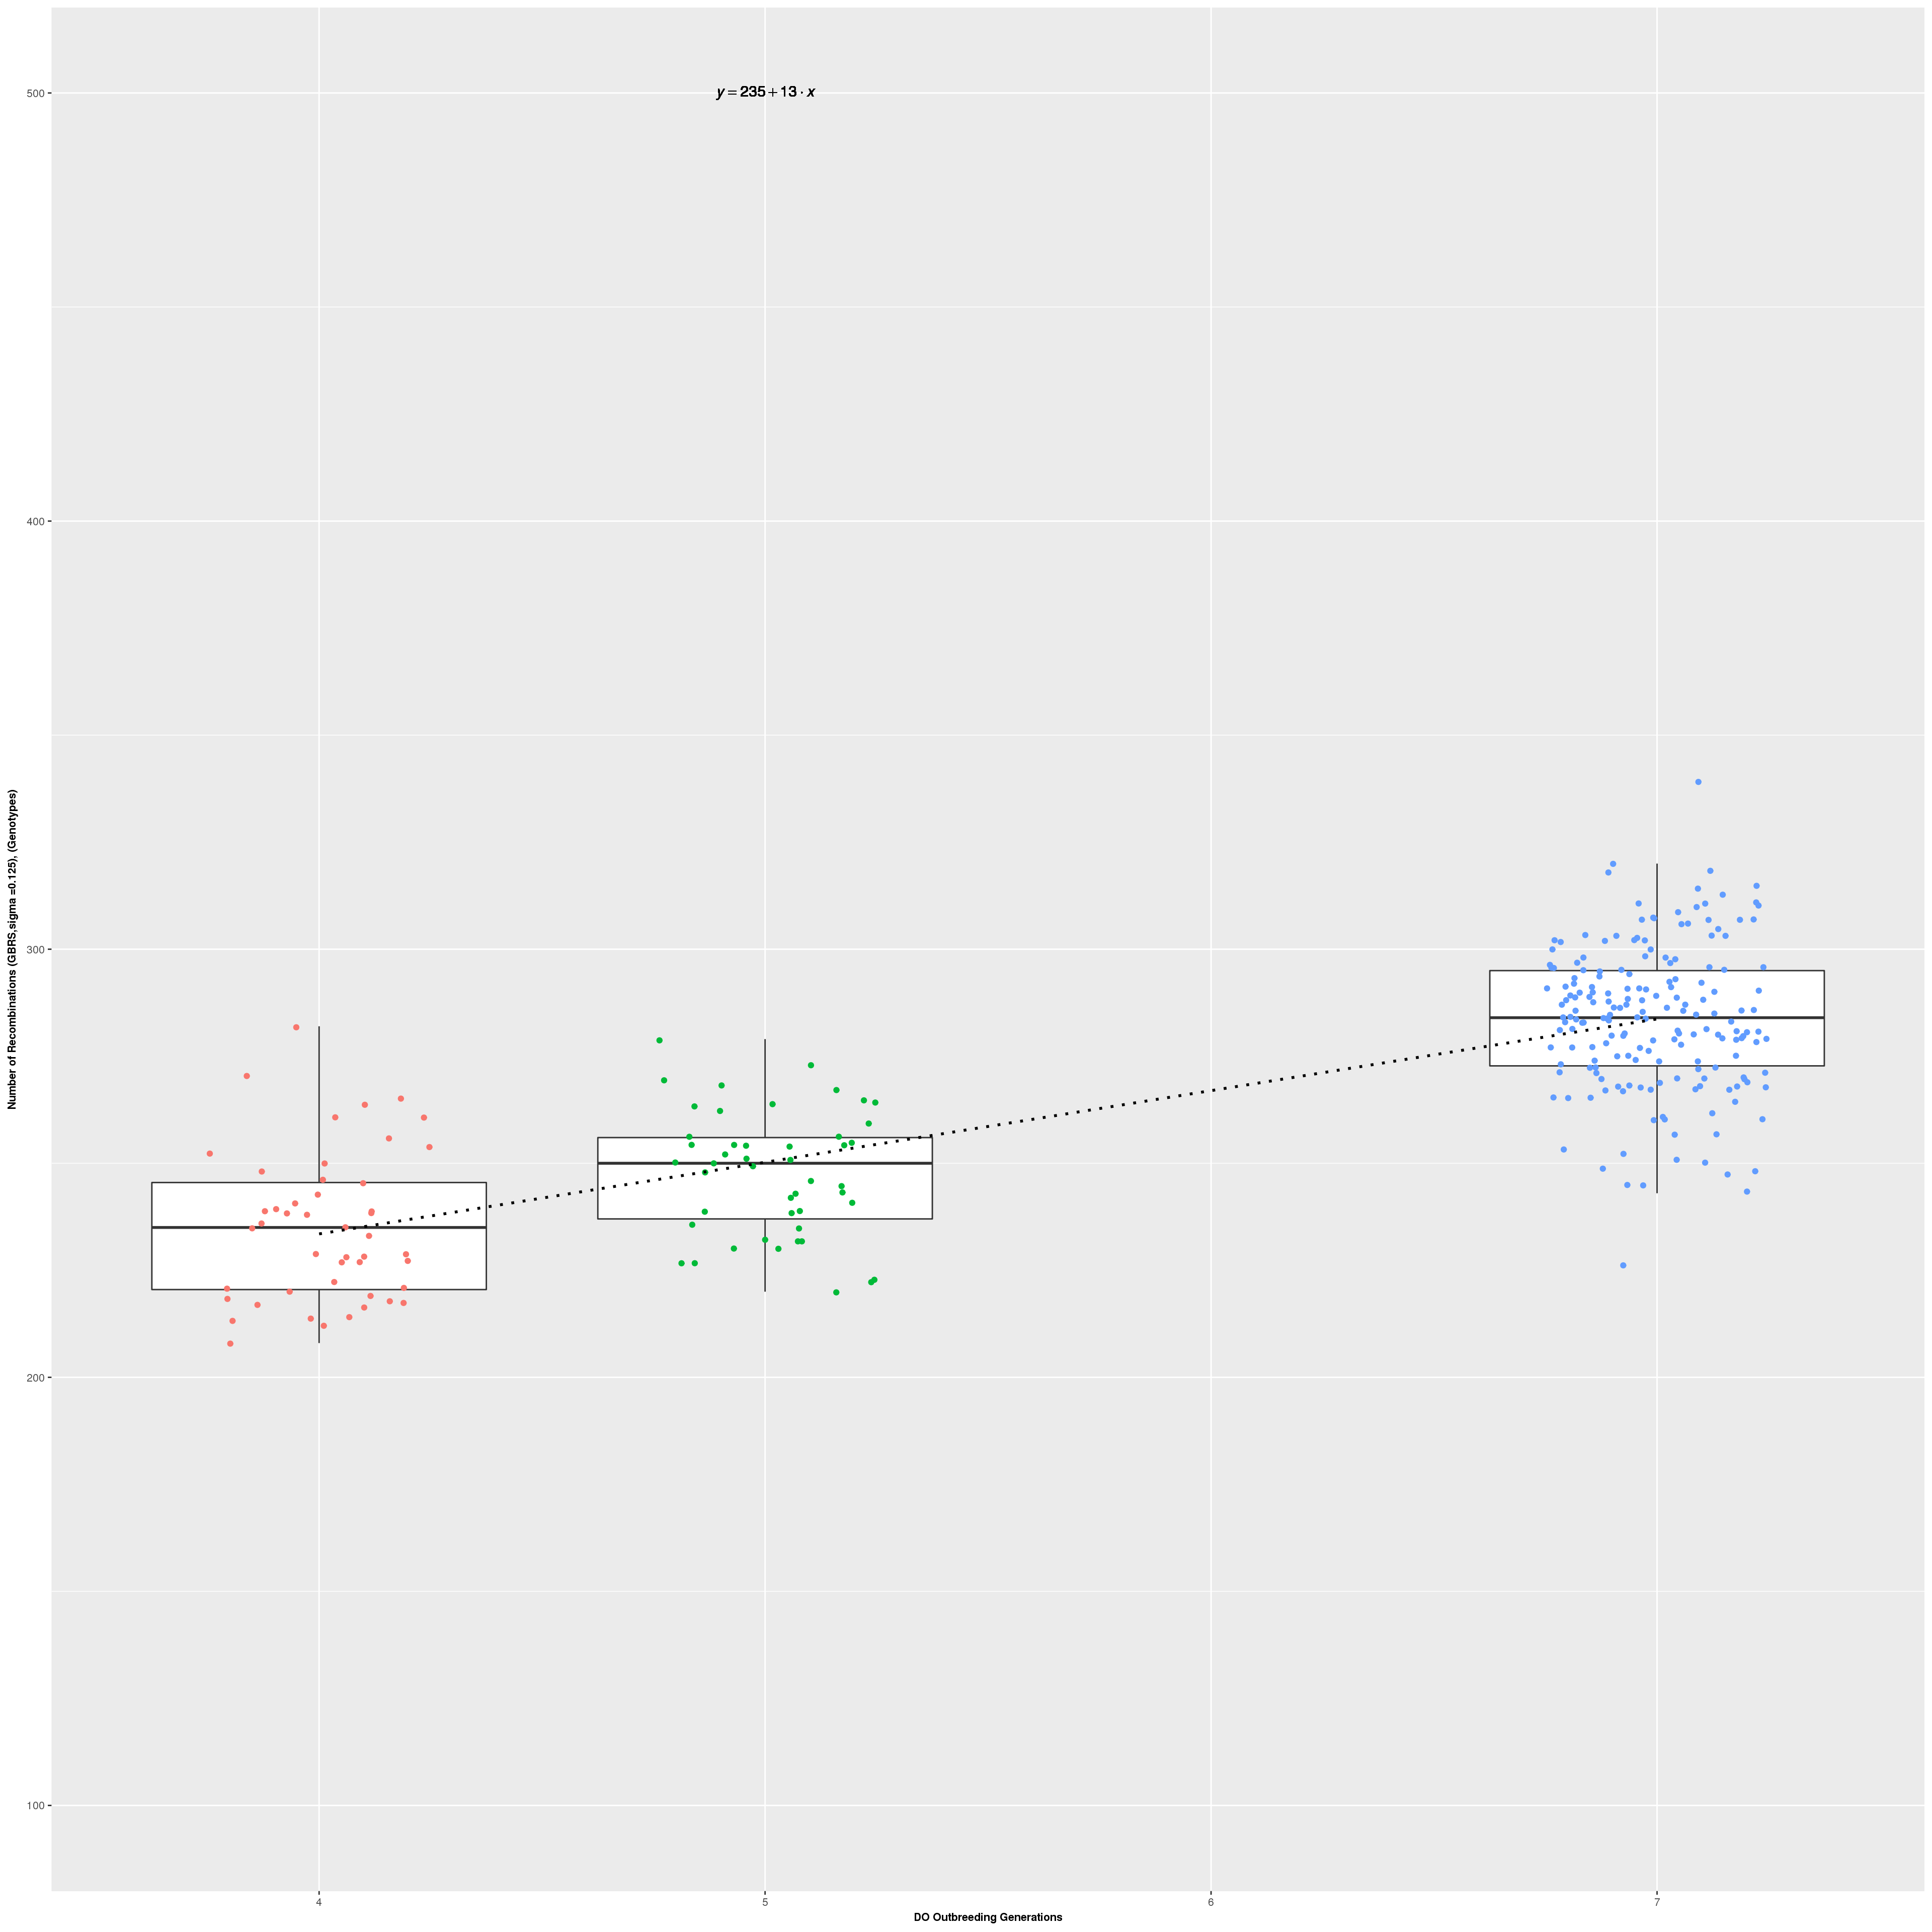 y = 235 + 13 · x
500
400
300
200
100
Number of Recombinations (GBRS,sigma =0.125), (Genotypes)
4 5 6 7
DO Outbreeding Generations